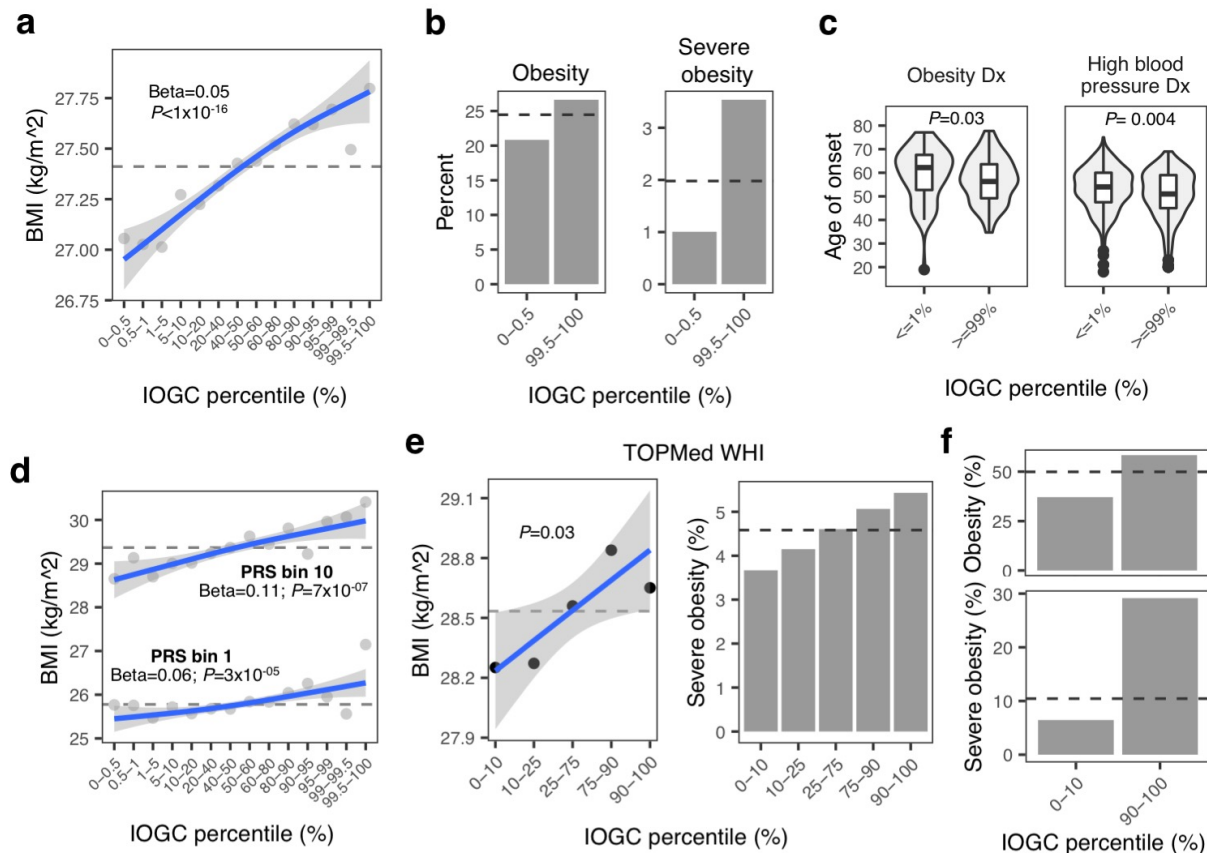 a
BMI (kg/m^2)
27.75
27.50
27.25
27.00
26.75
Beta=0.05
P<1x10-16
0–0.5
0.5–1
1–5
5–10
10–20
20–40
40–50
50–60
60–80
80–90
90–95
95–99
99–99.5
99.5–100
IOGC percentile (%)
b
Obesity
Percent
25
20
15
10
5
0
0–0.5
99.5–100
Severe
obesity
3
2
1
0
0–0.5
99.5–100
IOGC percentile (%)
c
Obesity Dx
Age of onset
80
70
60
50
40
30
20
P=0.03
<=1%
>=99%
High blood
pressure Dx
P= 0.004
<=1%
>=99%
IOGC percentile (%)
d
BMI (kg/m^2)
30
29
28
27
26
25
PRS bin 10
Beta=0.11; P=7x10-07
PRS bin 1
Beta=0.06; P=3x10-05
0–0.5
0.5–1
1–5
5–10
10–20
20–40
40–50
50–60
60–80
80–90
90–95
95–99
99–99.5
99.5–100
IOGC percentile (%)
e
TOPMed WHI
BMI (kg/m^2)
29.1
28.8
28.5
28.2
27.9
P=0.03
0–10
10–25
25–75
75–90
90–100
Severe obesity (%)
5
4
3
2
1
0
0–10
10–25
25–75
75–90
90–100
IOGC percentile (%)
f
Obesity (%)
50
25
0
Severe obesity (%)
30
20
10
0
0–10
90–100
IOGC percentile (%)